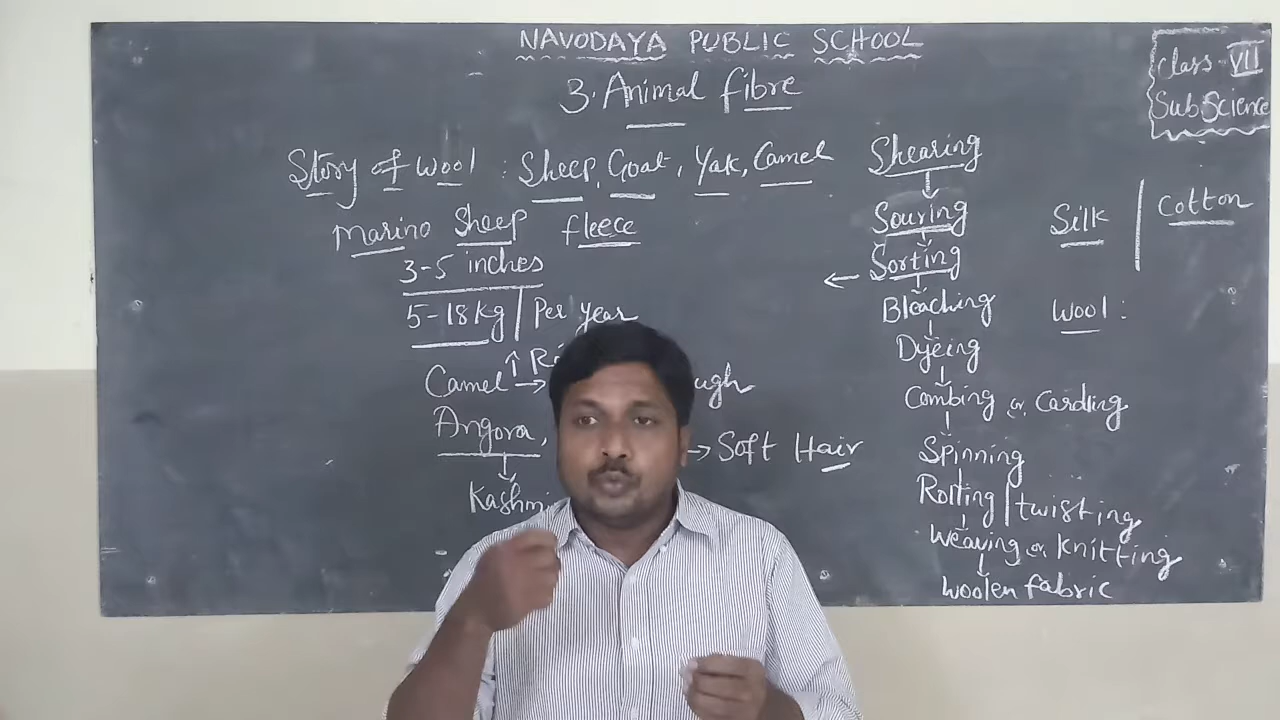 NAVODAYA PUBLIC SCHOOL
Class VII
Sub Science
3. Animal fibre
Story of Wool : Sheep, Goat, Yak, Camel
Marino Sheep fleece
3-5 inches
5-18 kg / Per year
Camel →
Angora,
→ Soft Hair
Kashmi
Shearing
Souring
Sorting
Bleaching
Dyeing
Combing or Carding
Spinning
Rolling / twisting
Weaving or Knitting
Woolen fabric
Silk | Cotton
Wool :